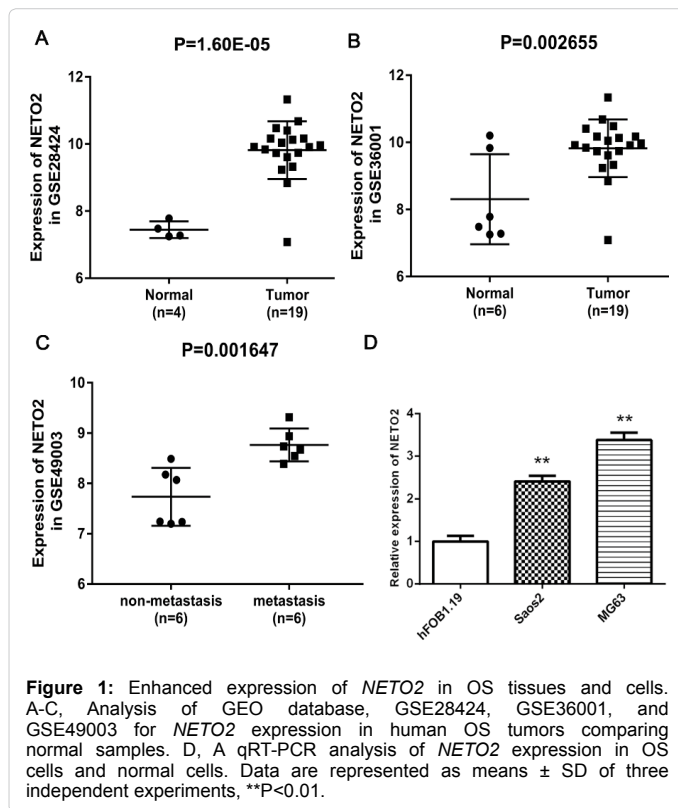 A
P=1.60E-05
Expression of NETO2
in GSE28424
12
10
8
6
Normal
(n=4)
Tumor
(n=19)
B
P=0.002655
Expression of NETO2
in GSE36001
12
10
8
6
Normal
(n=6)
Tumor
(n=19)
C
P=0.001647
Expression of NETO2
in GSE49003
10
9
8
7
6
non-metastasis
(n=6)
metastasis
(n=6)
D
Relative expression of NETO2
4
3
2
1
0
**
**
hFOB1.19
Saos2
MG63
Figure 1: Enhanced expression of NETO2 in OS tissues and cells.
A-C, Analysis of GEO database, GSE28424, GSE36001, and
GSE49003 for NETO2 expression in human OS tumors comparing
normal samples. D, A qRT-PCR analysis of NETO2 expression in OS
cells and normal cells. Data are represented as means ± SD of three
independent experiments, **P<0.01.